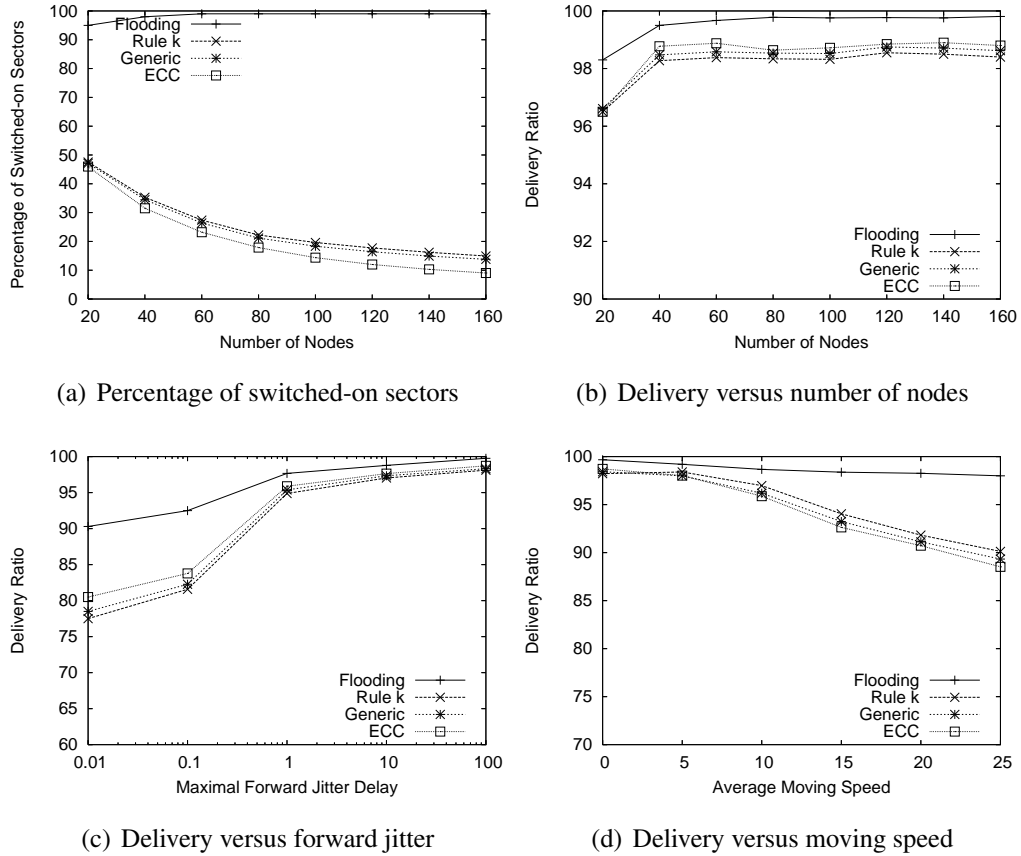 Percentage of Switched-on Sectors
100
90
80
70
60
50
40
30
20
10
0
Flooding
Rule k
Generic
ECC
20 40 60 80 100 120 140 160
Number of Nodes
(a) Percentage of switched-on sectors
Delivery Ratio
100
98
96
94
92
90
Flooding
Rule k
Generic
ECC
20 40 60 80 100 120 140 160
Number of Nodes
(b) Delivery versus number of nodes
Delivery Ratio
100
95
90
85
80
75
70
65
60
Flooding
Rule k
Generic
ECC
0.01 0.1 1 10 100
Maximal Forward Jitter Delay
(c) Delivery versus forward jitter
Delivery Ratio
100
95
90
85
80
75
70
Flooding
Rule k
Generic
ECC
0 5 10 15 20 25
Average Moving Speed
(d) Delivery versus moving speed